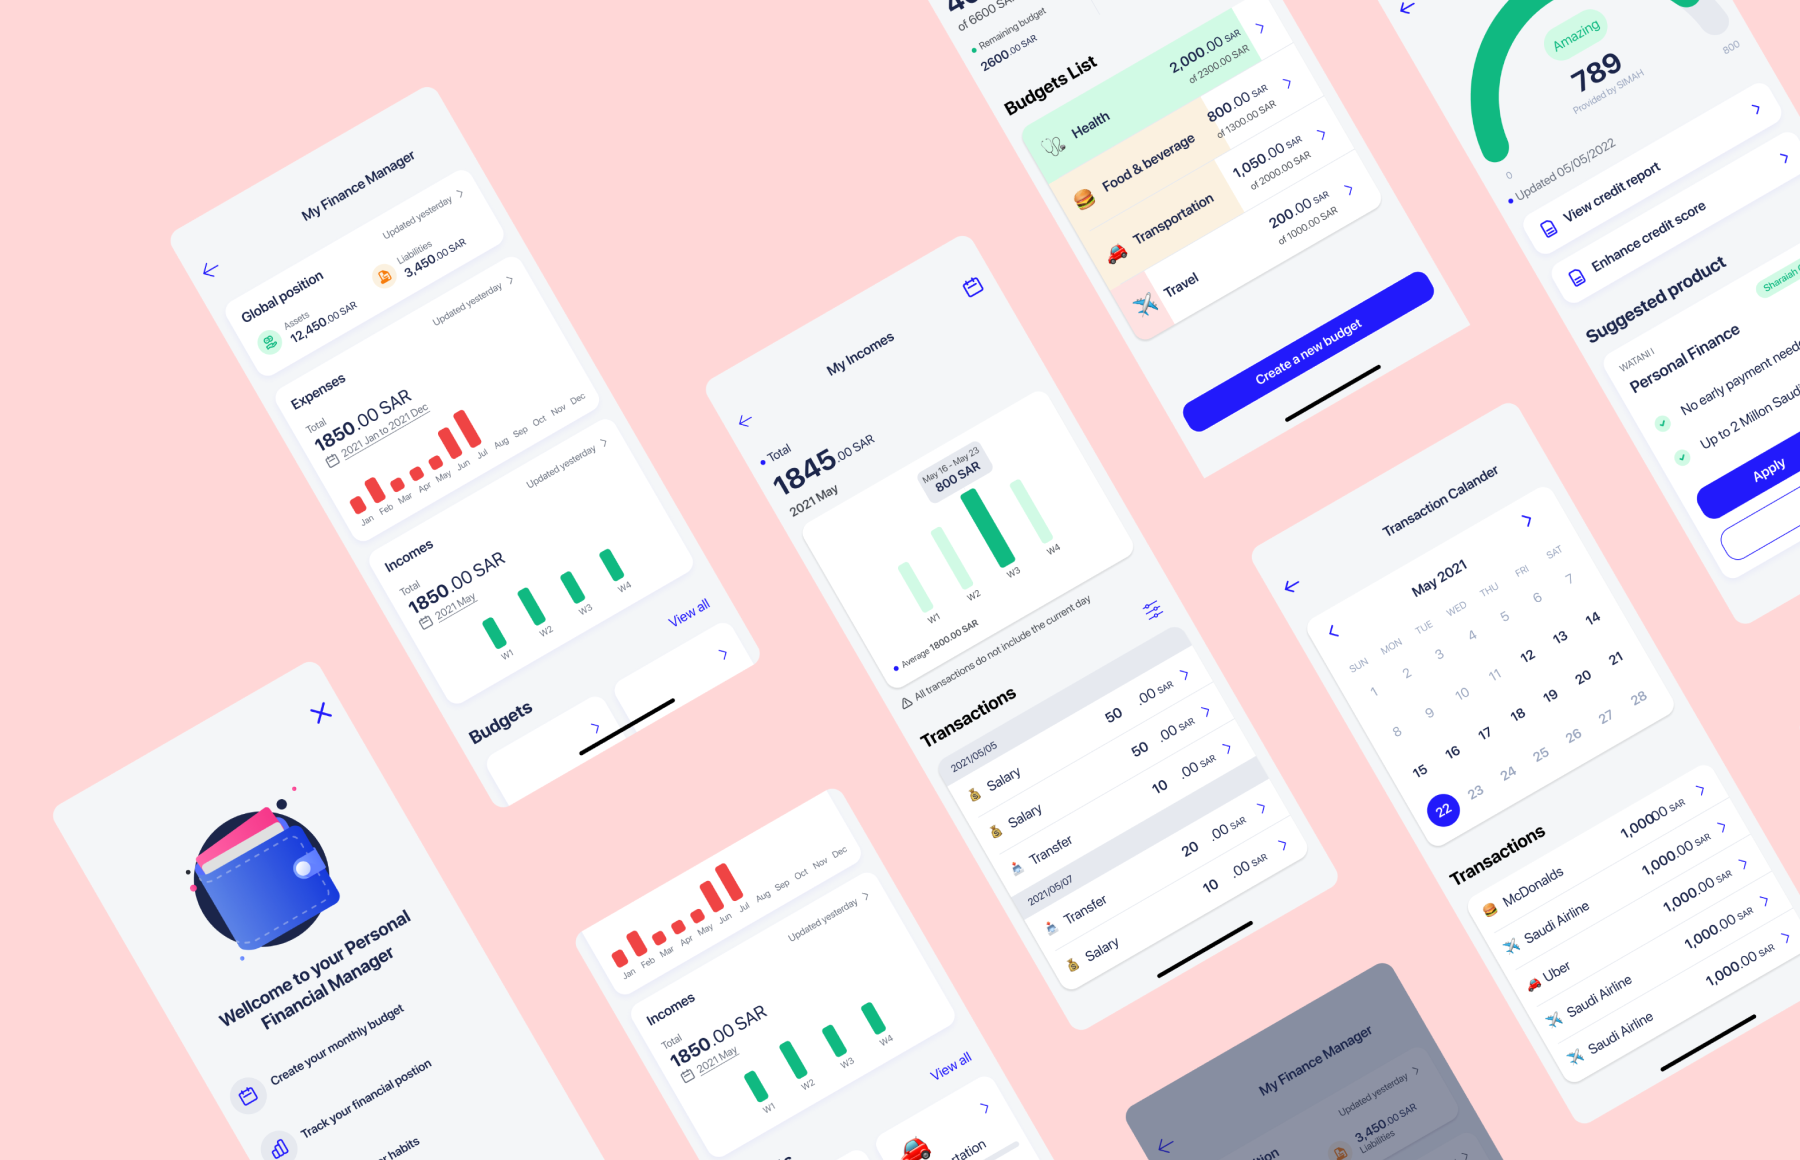 My Finance Manager
Global position
Updated yesterday
Assets
12,450.00 SAR
Liabilities
3,450.00 SAR
Expenses
Updated yesterday
Total
1850.00 SAR
2021 Jan to 2021 Dec
Jan Feb Mar Apr May Jun Jul Aug Sep Oct Nov Dec
Incomes
Updated yesterday
Total
1850.00 SAR
2021 May
W1 W2 W3 W4
View all
Budgets
Wellcome to your Personal
Financial Manager
Create your monthly budget
Track your financial postion
habits
Jan Feb Mar Apr May Jun Jul Aug Sep Oct Nov Dec
Incomes
Updated yesterday
Total
1850.00 SAR
2021 May
W1 W2 W3 W4
View all
My Incomes
Total
1845.00 SAR
2021 May
May 16 - May 23
800 SAR
W1 W2 W3 W4
Average 1800.00 SAR
All transactions do not include the current day
Transactions
2021/05/05
Salary 50 .00 SAR
Salary 50 .00 SAR
Transfer 10 .00 SAR
2021/05/07
Transfer 20 .00 SAR
Salary 10 .00 SAR
of 6600 SAR
Remaining budget
2600.00 SAR
Budgets List
Health 2,000.00 SAR
of 2300.00 SAR
Food & beverage 800.00 SAR
of 1300.00 SAR
Transportation 1,050.00 SAR
of 2000.00 SAR
Travel 200.00 SAR
of 1000.00 SAR
Create a new budget
Amazing
789
Provided by SIMAH
0 800
Updated 05/05/2022
View credit report
Enhance credit score
Suggested product
WATANI
Personal Finance
No early payment
Up to 2 Millon Saudi
Apply
Transaction Calander
May 2021
SUN MON TUE WED THU FRI SAT
1 2 3 4 5 6 7
8 9 10 11 12 13 14
15 16 17 18 19 20 21
22 23 24 25 26 27 28
Transactions
McDonalds 1,00000 SAR
Saudi Airline 1,000.00 SAR
Uber 1,000.00 SAR
Saudi Airline 1,000.00 SAR
Saudi Airline 1,000.00 SAR
My Finance Manager
Updated yesterday
3,450.00 SAR
Liabilities